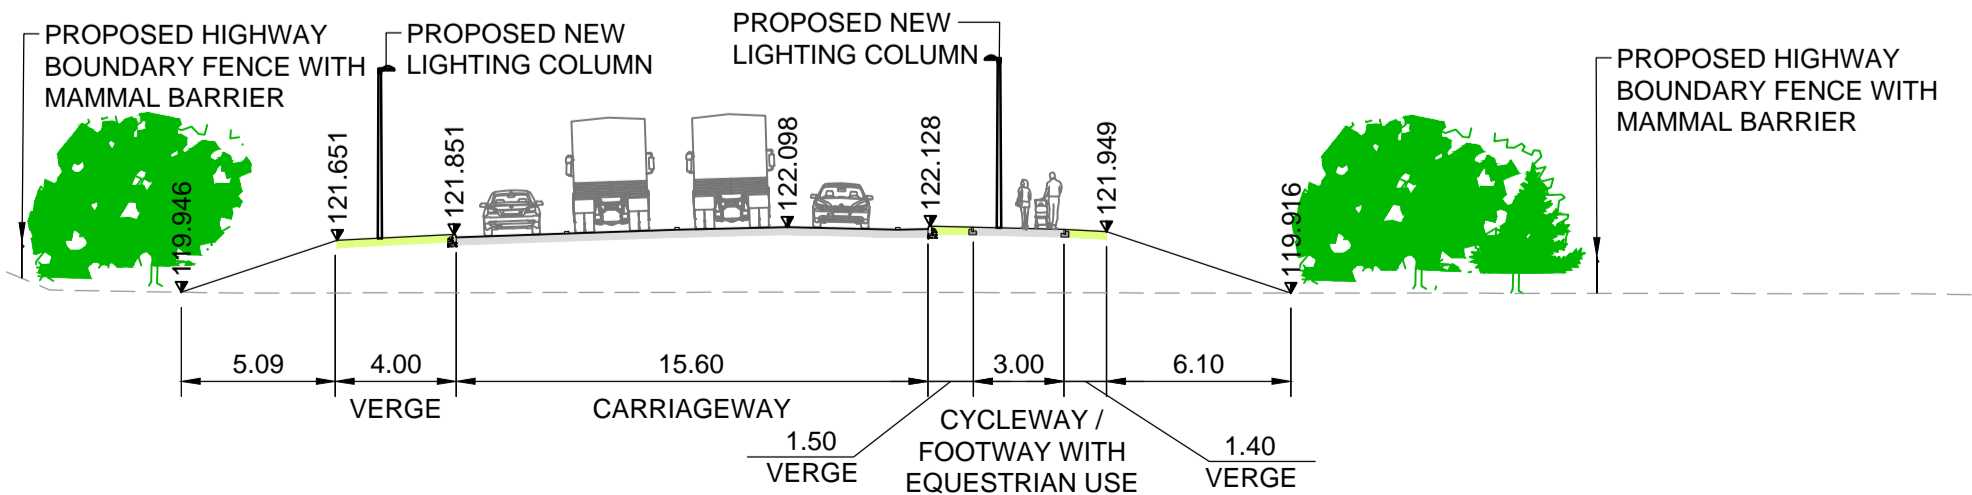 PROPOSED HIGHWAY
BOUNDARY FENCE WITH
MAMMAL BARRIER
PROPOSED NEW
LIGHTING COLUMN
PROPOSED NEW
LIGHTING COLUMN
PROPOSED HIGHWAY
BOUNDARY FENCE WITH
MAMMAL BARRIER
119.946
121.651
121.851
122.098
122.128
121.949
119.916
5.09
4.00
15.60
3.00
6.10
VERGE
CARRIAGEWAY
1.50
VERGE
CYCLEWAY /
FOOTWAY WITH
EQUESTRIAN USE
1.40
VERGE